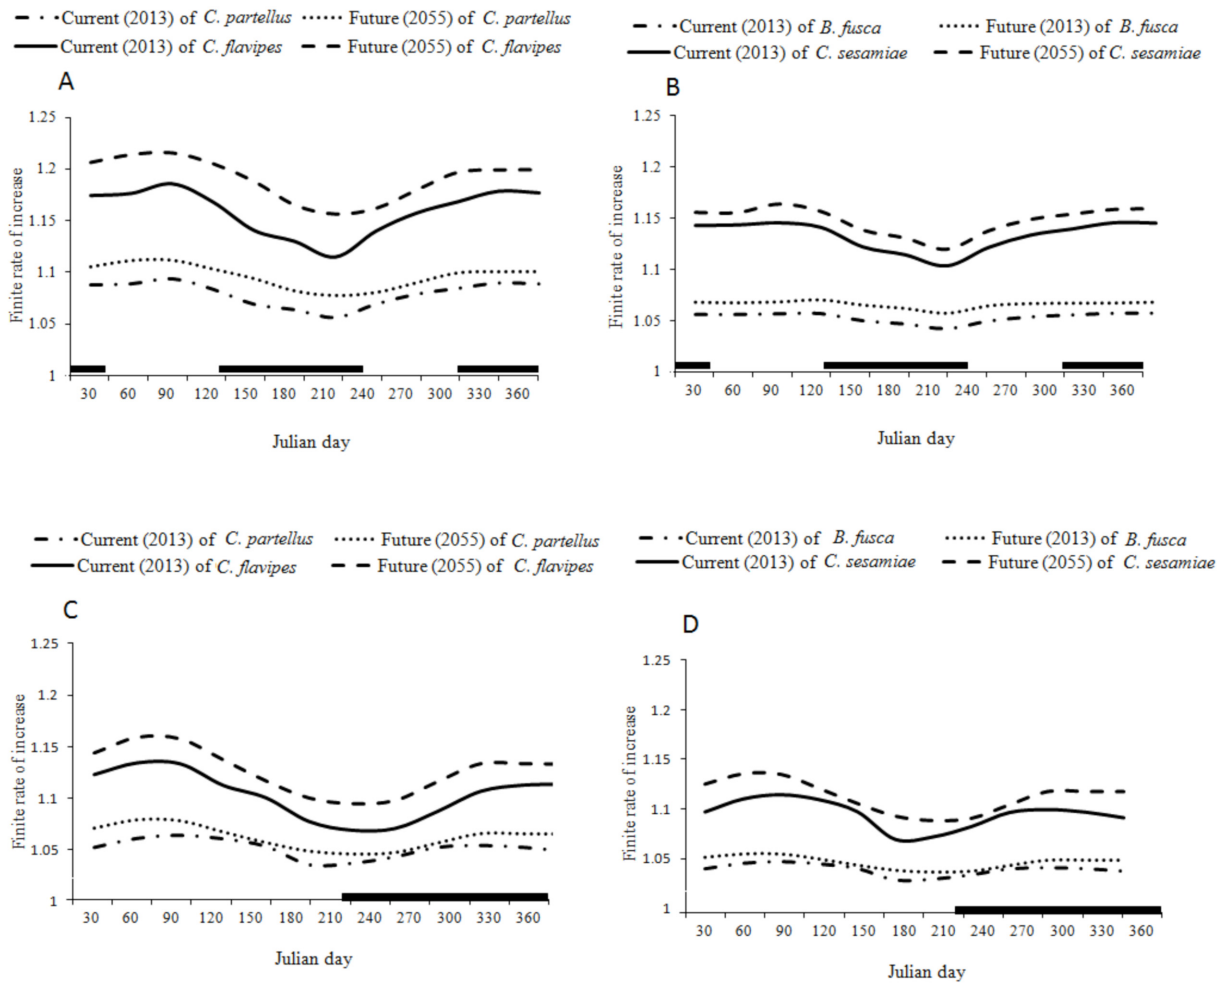 Current (2013) of C. partellus Future (2055) of C. partellus
Current (2013) of C. flavipes Future (2055) of C. flavipes
A
1.25
1.2
1.15
1.1
1.05
1
Finite rate of increase
30 60 90 120 150 180 210 240 270 300 330 360
Julian day
Current (2013) of B. fusca Future (2013) of B. fusca
Current (2013) of C. sesamiae Future (2055) of C. sesamiae
B
1.25
1.2
1.15
1.1
1.05
1
Finite rate of increase
30 60 90 120 150 180 210 240 270 300 330 360
Julian day
Current (2013) of C. partellus Future (2055) of C. partellus
Current (2013) of C. flavipes Future (2055) of C. flavipes
C
1.25
1.2
1.15
1.1
1.05
1
Finite rate of increase
30 60 90 120 150 180 210 240 270 300 330 360
Julian day
Current (2013) of B. fusca Future (2013) of B. fusca
Current (2013) of C. sesamiae Future (2055) of C. sesamiae
D
1.25
1.2
1.15
1.1
1.05
1
Finite rate of increase
30 60 90 120 150 180 210 240 270 300 330 360
Julian day